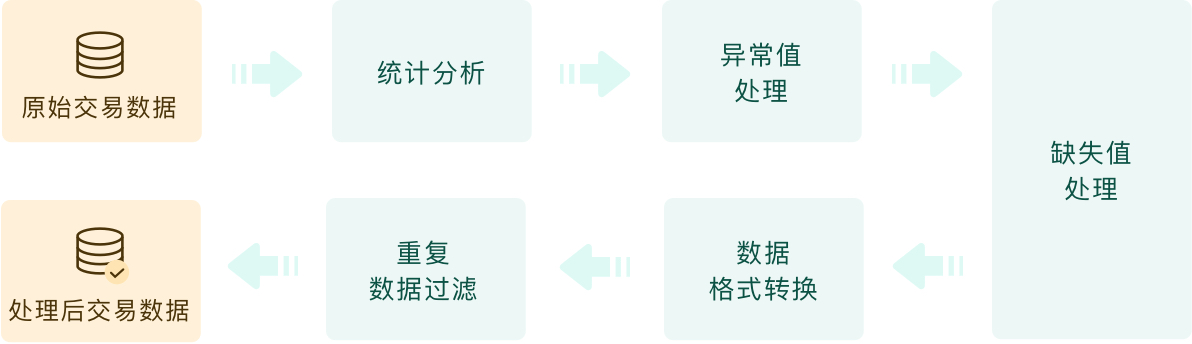 原始交易数据
统计分析
异常值
处理
缺失值
处理
数据
格式转换
重复
数据过滤
处理后交易数据